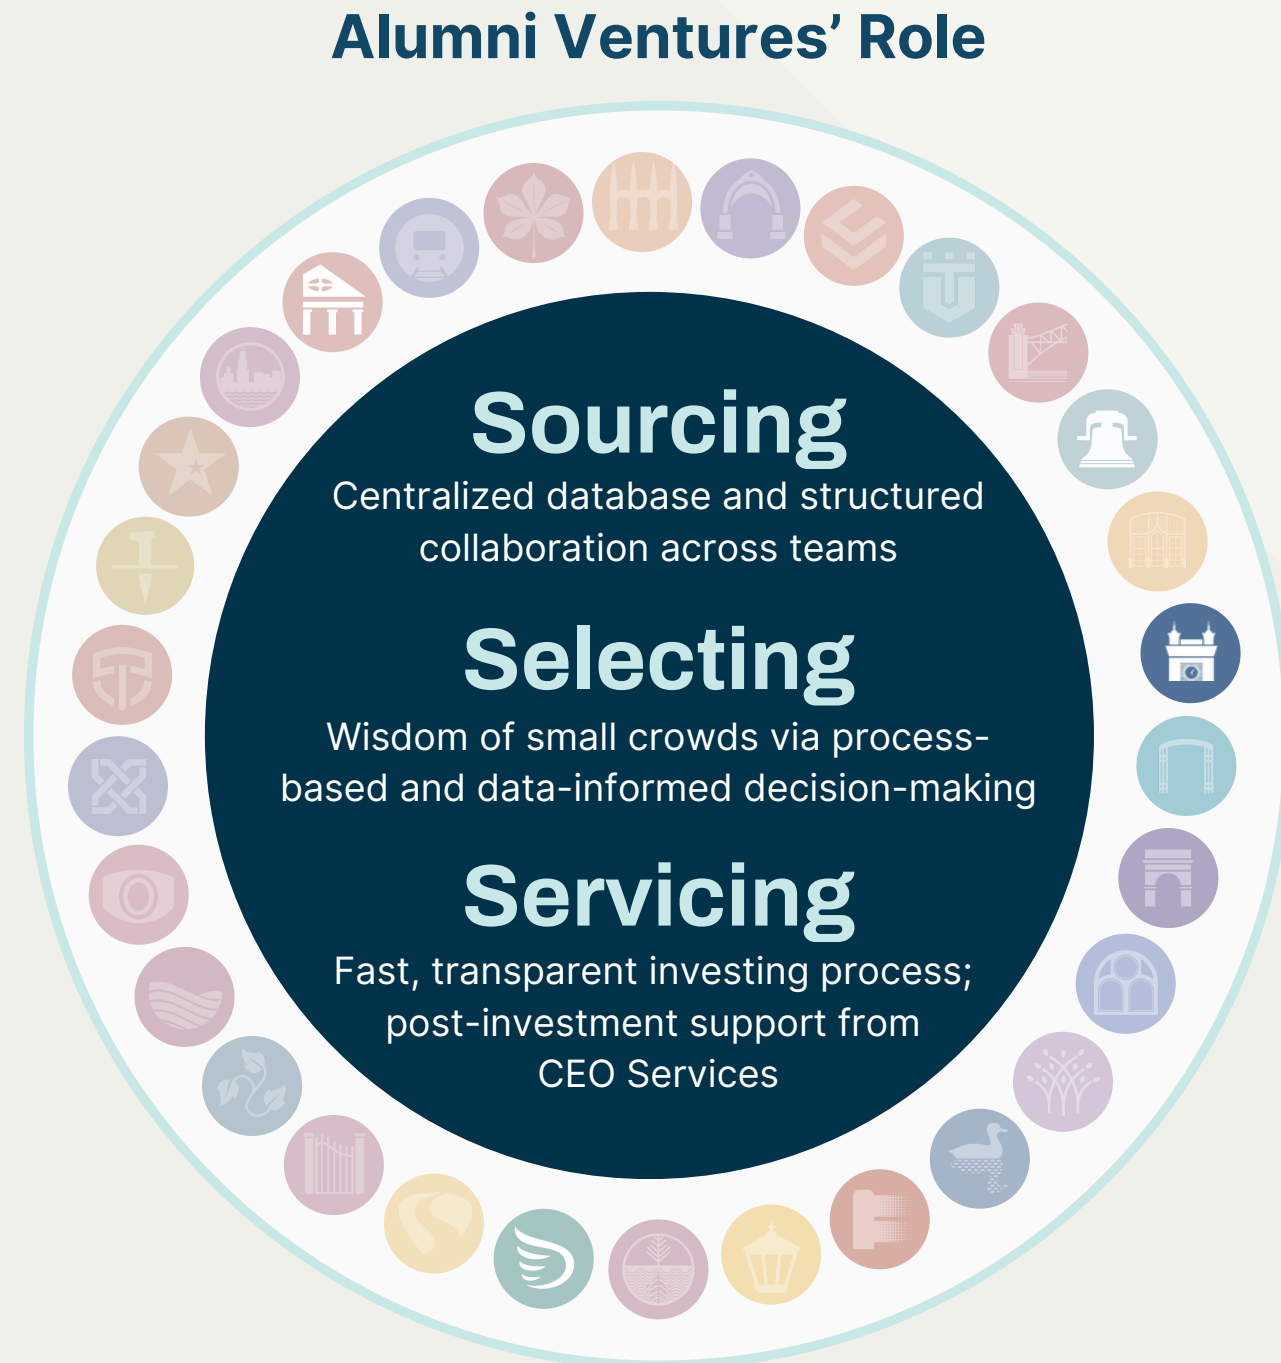 Alumni Ventures’ Role
Sourcing
Centralized database and structured
collaboration across teams
Selecting
Wisdom of small crowds via process-
based and data-informed decision-making
Servicing
Fast, transparent investing process;
post-investment support from
CEO Services